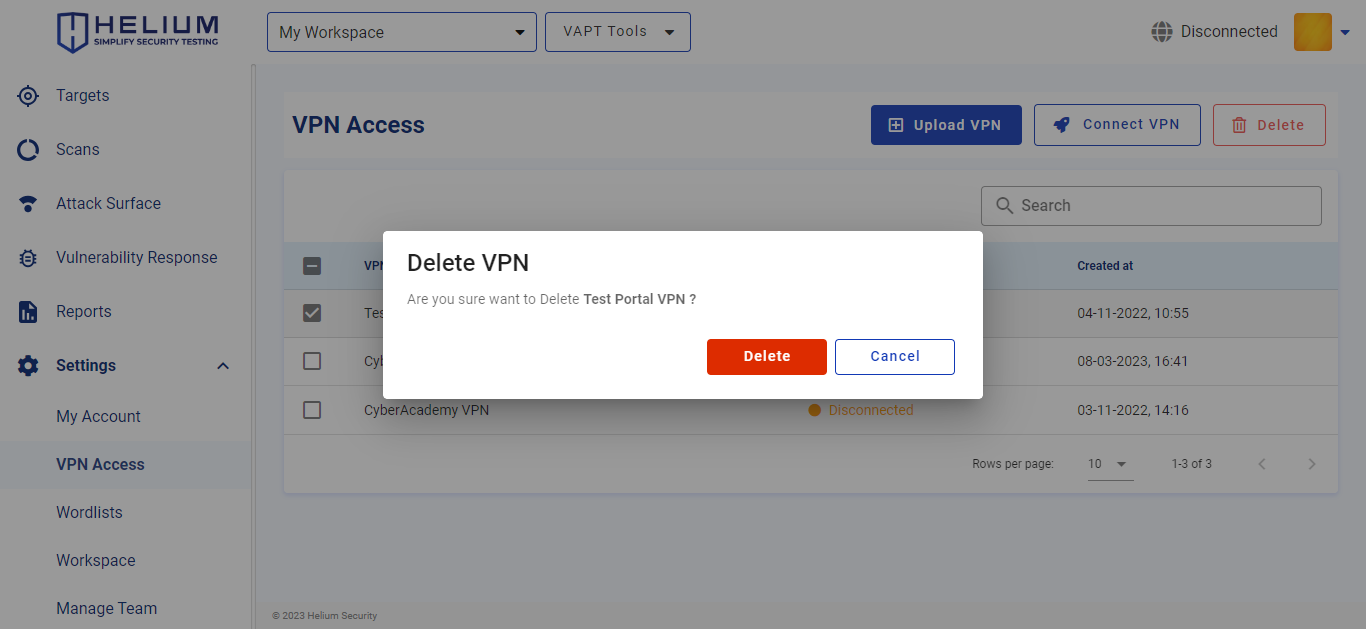 HELIUM
SIMPLIFY SECURITY TESTING
My Workspace
VAPT Tools
Disconnected
Targets
Scans
Attack Surface
Vulnerability Response
Reports
Settings
My Account
VPN Access
Wordlists
Workspace
Manage Team
VPN Access
Upload VPN
Connect VPN
Delete
Search
Created at
04-11-2022, 10:55
08-03-2023, 16:41
CyberAcademy VPN
Disconnected
03-11-2022, 14:16
Rows per page:
10
1-3 of 3
Delete VPN
Are you sure want to Delete Test Portal VPN ?
Delete
Cancel
© 2023 Helium Security